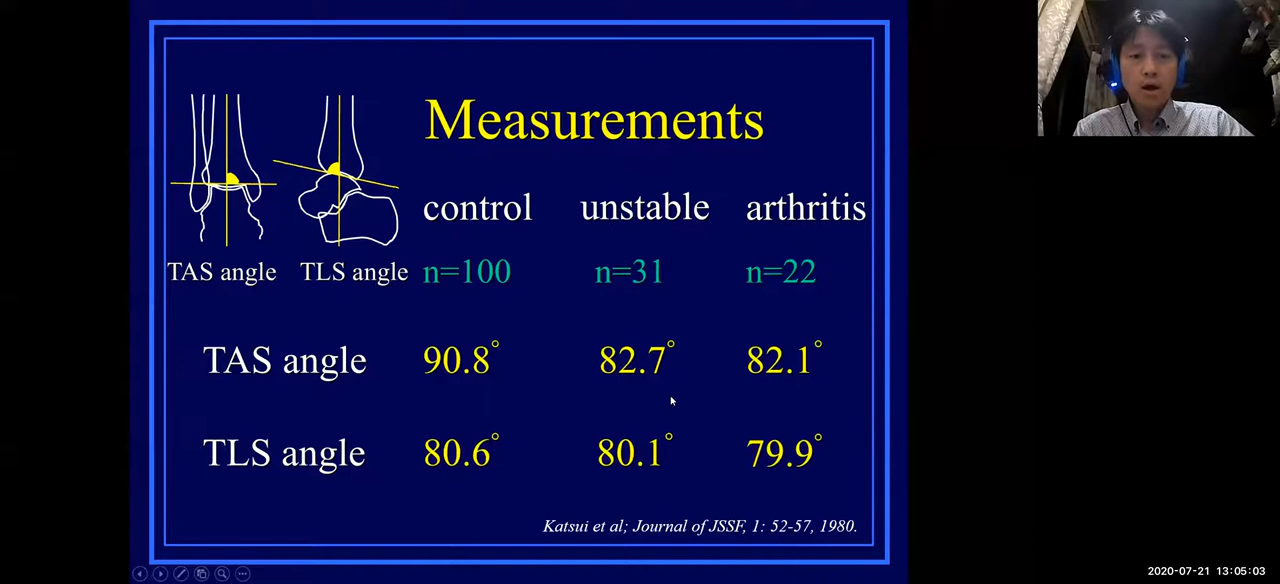 Measurements
control unstable arthritis
TAS angle TLS angle n=100 n=31 n=22
TAS angle 90.8° 82.7° 82.1°
TLS angle 80.6° 80.1° 79.9°
Katsui et al; Journal of JSSF, 1: 52-57, 1980.
2020-07-21 13:05:03